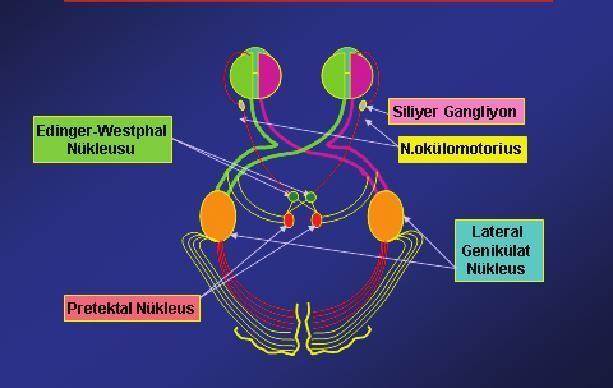 Siliyer Gangliyon
Edinger-Westphal
Nükleusu
N.okülomotorius
Lateral
Genikülat
Nükleus
Pretektal Nükleus